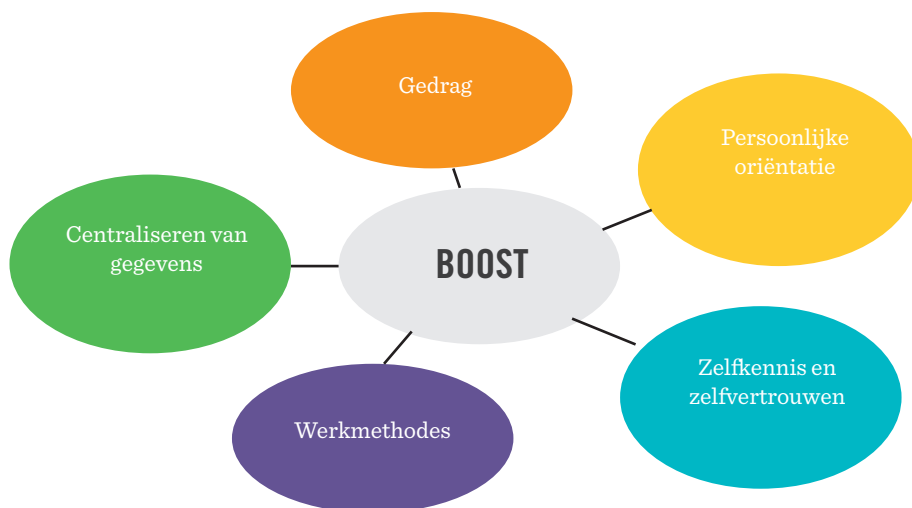 Gedrag
Persoonlijke
oriëntatie
Centraliseren van
gegevens
BOOST
Zelfkennis en
zelfvertrouwen
Werkmethodes